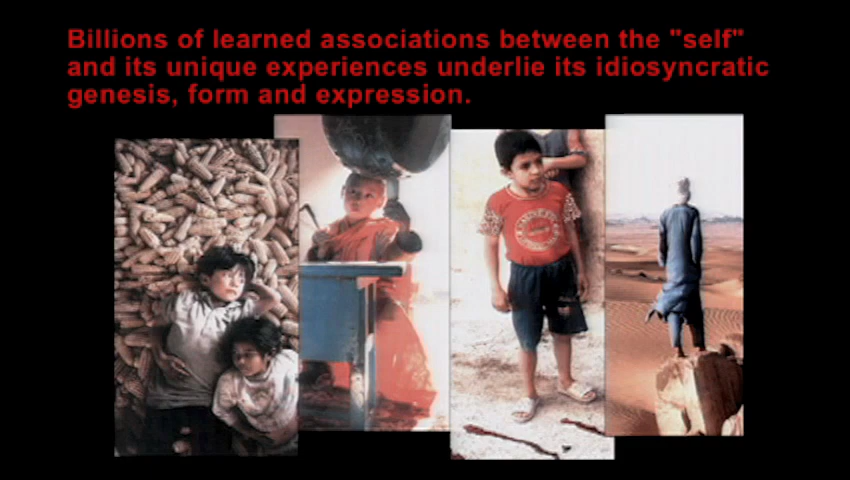 Billions of learned associations between the "self"
and its unique experiences underlie its idiosyncratic
genesis, form and expression.